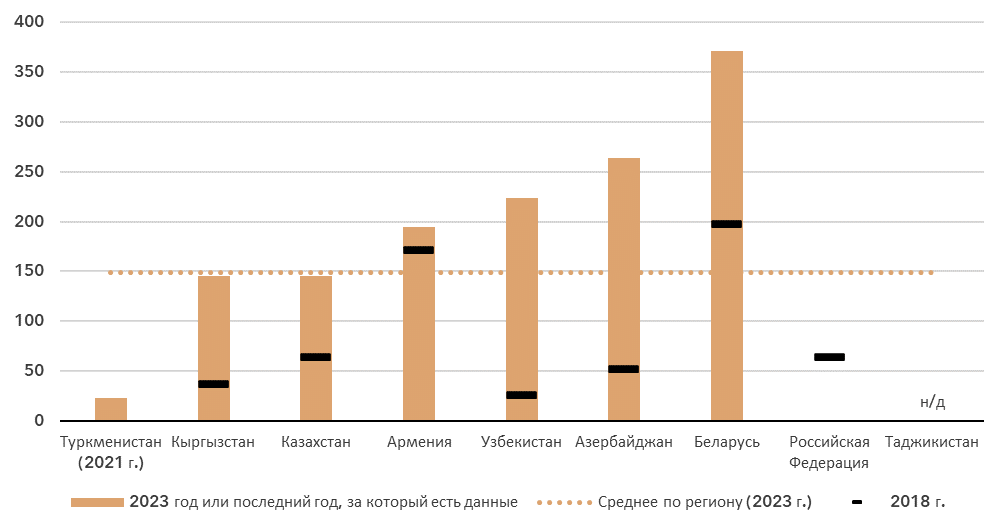 400
350
300
250
200
150
100
50
0
н/д
Туркменистан Кыргызстан Казахстан Армения Узбекистан Азербайджан Беларусь Российская Таджикистан
(2021 г.) Федерация
2023 год или последний год, за который есть данные Среднее по региону (2023 г.) 2018 г.